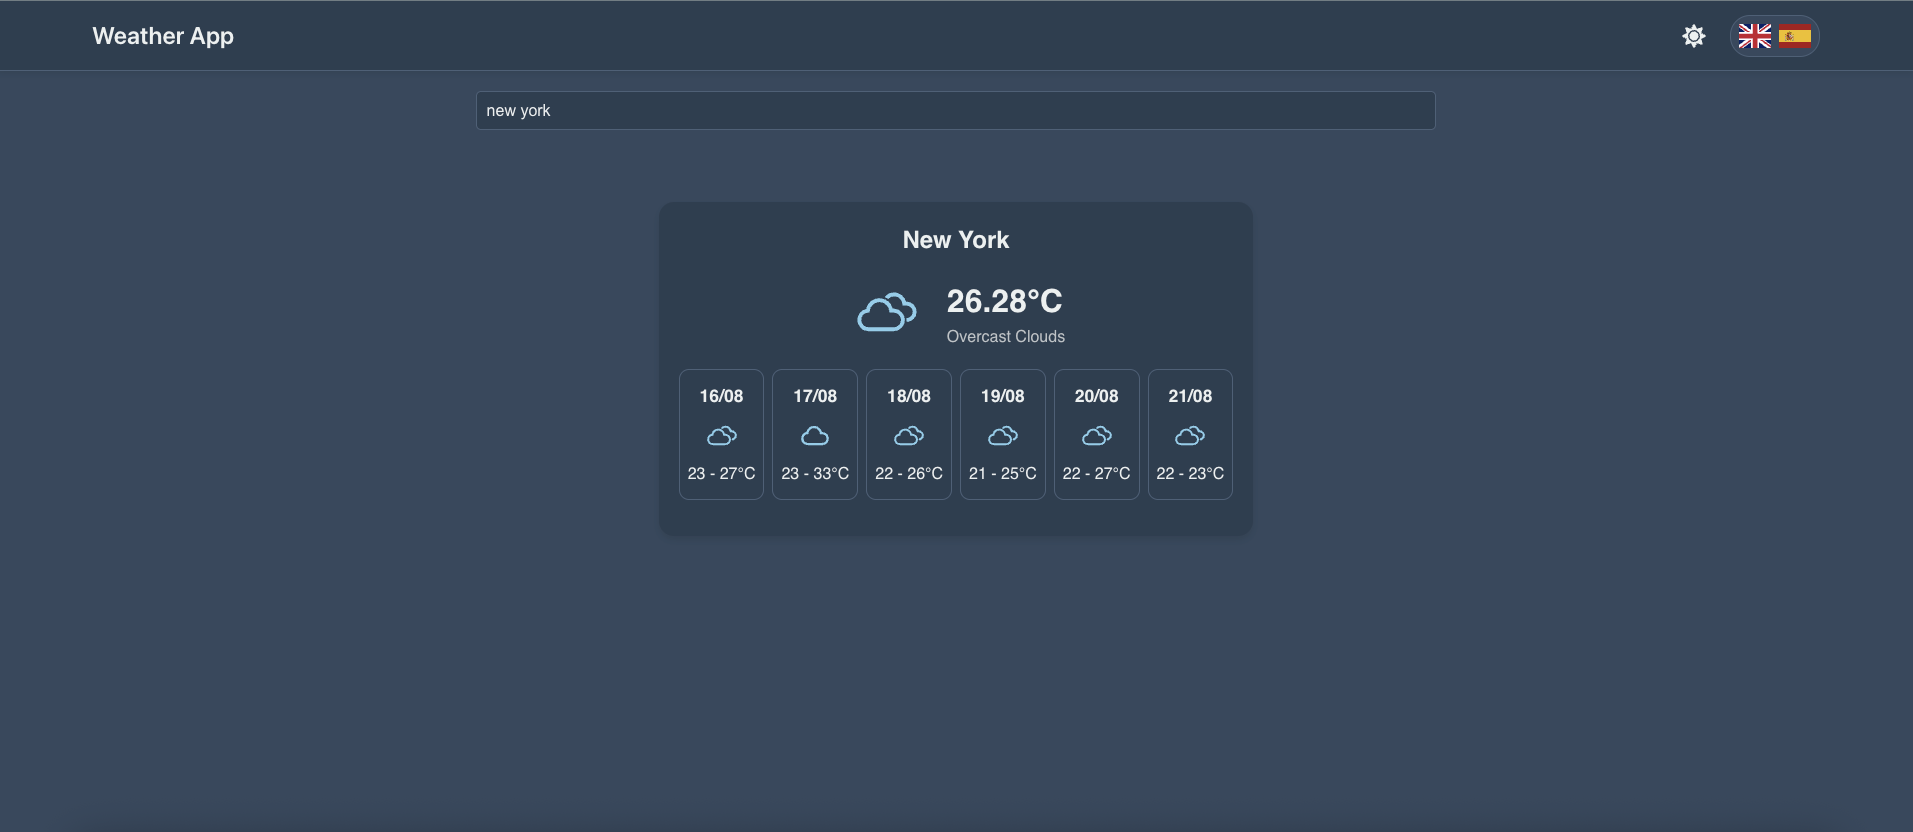 Weather App
new york
New York
26.28°C
Overcast Clouds
16/08 17/08 18/08 19/08 20/08 21/08
23 - 27°C 23 - 33°C 22 - 26°C 21 - 25°C 22 - 27°C 22 - 23°C